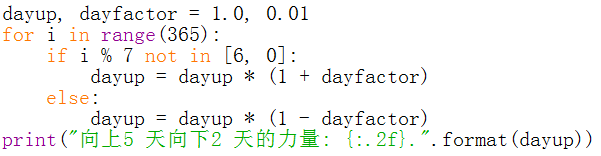 dayup, dayfactor = 1.0, 0.01
for i in range(365):
    if i % 7 not in [6, 0]:
        dayup = dayup * (1 + dayfactor)
    else:
        dayup = dayup * (1 - dayfactor)
print("向上5 天向下2 天的力量: {:.2f}.".format(dayup))